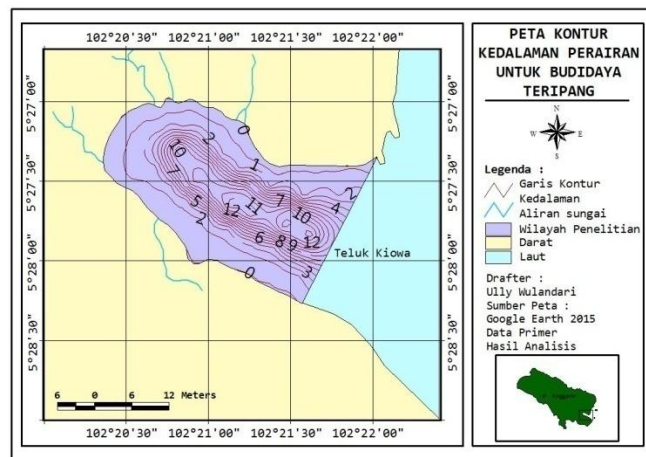 102°20'30" 102°21'00" 102°21'30" 102°22'00"
5°27'00"
5°27'30"
5°28'00"
5°28'30"
5°27'00"
5°27'30"
5°28'00"
5°28'30"
0
2
10
1
7
2
5
7
4
12
11
10
2
6
8
9
12
3
0
Teluk Kiowa
6 0 6 12 Meters
102°20'30" 102°21'00" 102°21'30" 102°22'00"
PETA KONTUR
KEDALAMAN PERAIRAN
UNTUK BUDIDAYA
TERIPANG
N
W E
S
Legenda :
Garis Kontur
Kedalaman
Aliran sungai
Wilayah Penelitian
Darat
Laut
Drafter :
Ully Wulandari
Sumber Peta :
Google Earth 2015
Data Primer
Hasil Analisis